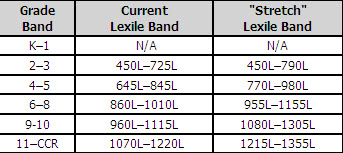 Grade Band Current Lexile Band "Stretch" Lexile Band
K–1 N/A N/A
2–3 450L–725L 450L–790L
4–5 645L–845L 770L–980L
6–8 860L–1010L 955L–1155L
9-10 960L–1115L 1080L–1305L
11–CCR 1070L–1220L 1215L–1355L